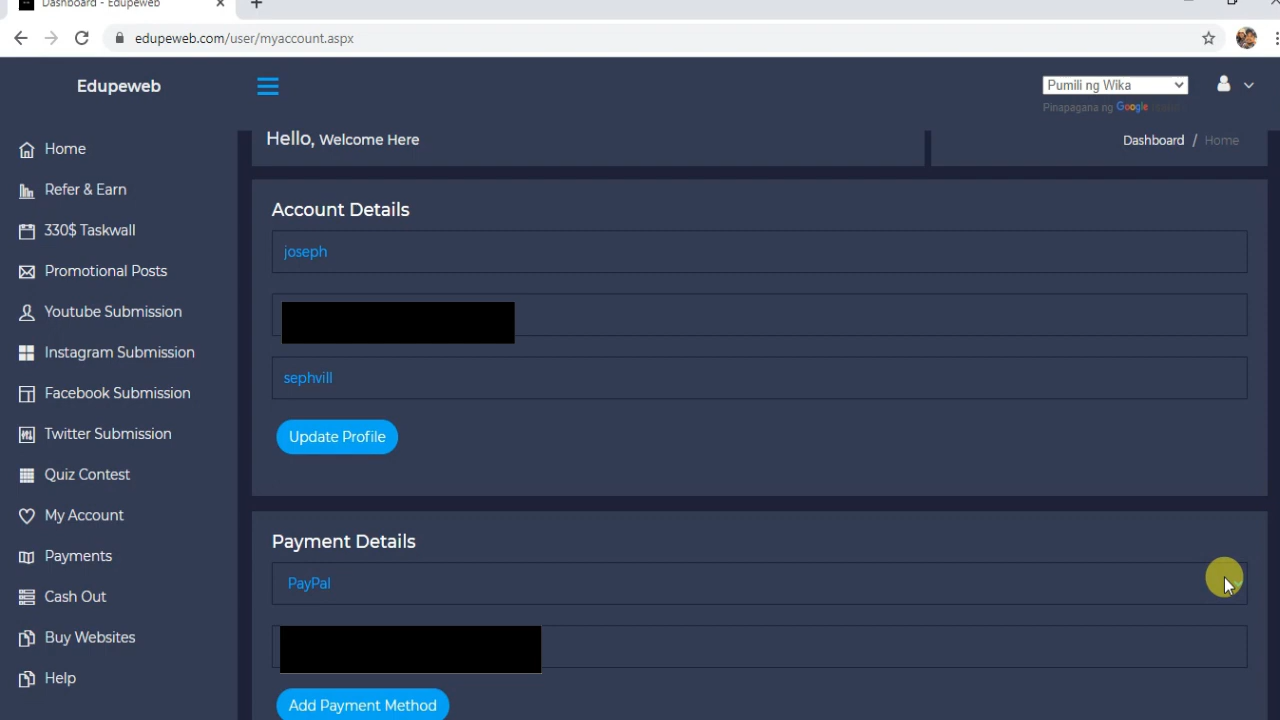 Dashboard - Edupeweb
edupeweb.com/user/myaccount.aspx
Edupeweb
Pumili ng Wika
Pinapagana ng Google
Hello, Welcome Here
Dashboard / Home
Home
Refer & Earn
330$ Taskwall
Promotional Posts
Youtube Submission
Instagram Submission
Facebook Submission
Twitter Submission
Quiz Contest
My Account
Payments
Cash Out
Buy Websites
Help
Account Details
joseph
sephvill
Update Profile
Payment Details
PayPal
Add Payment Method